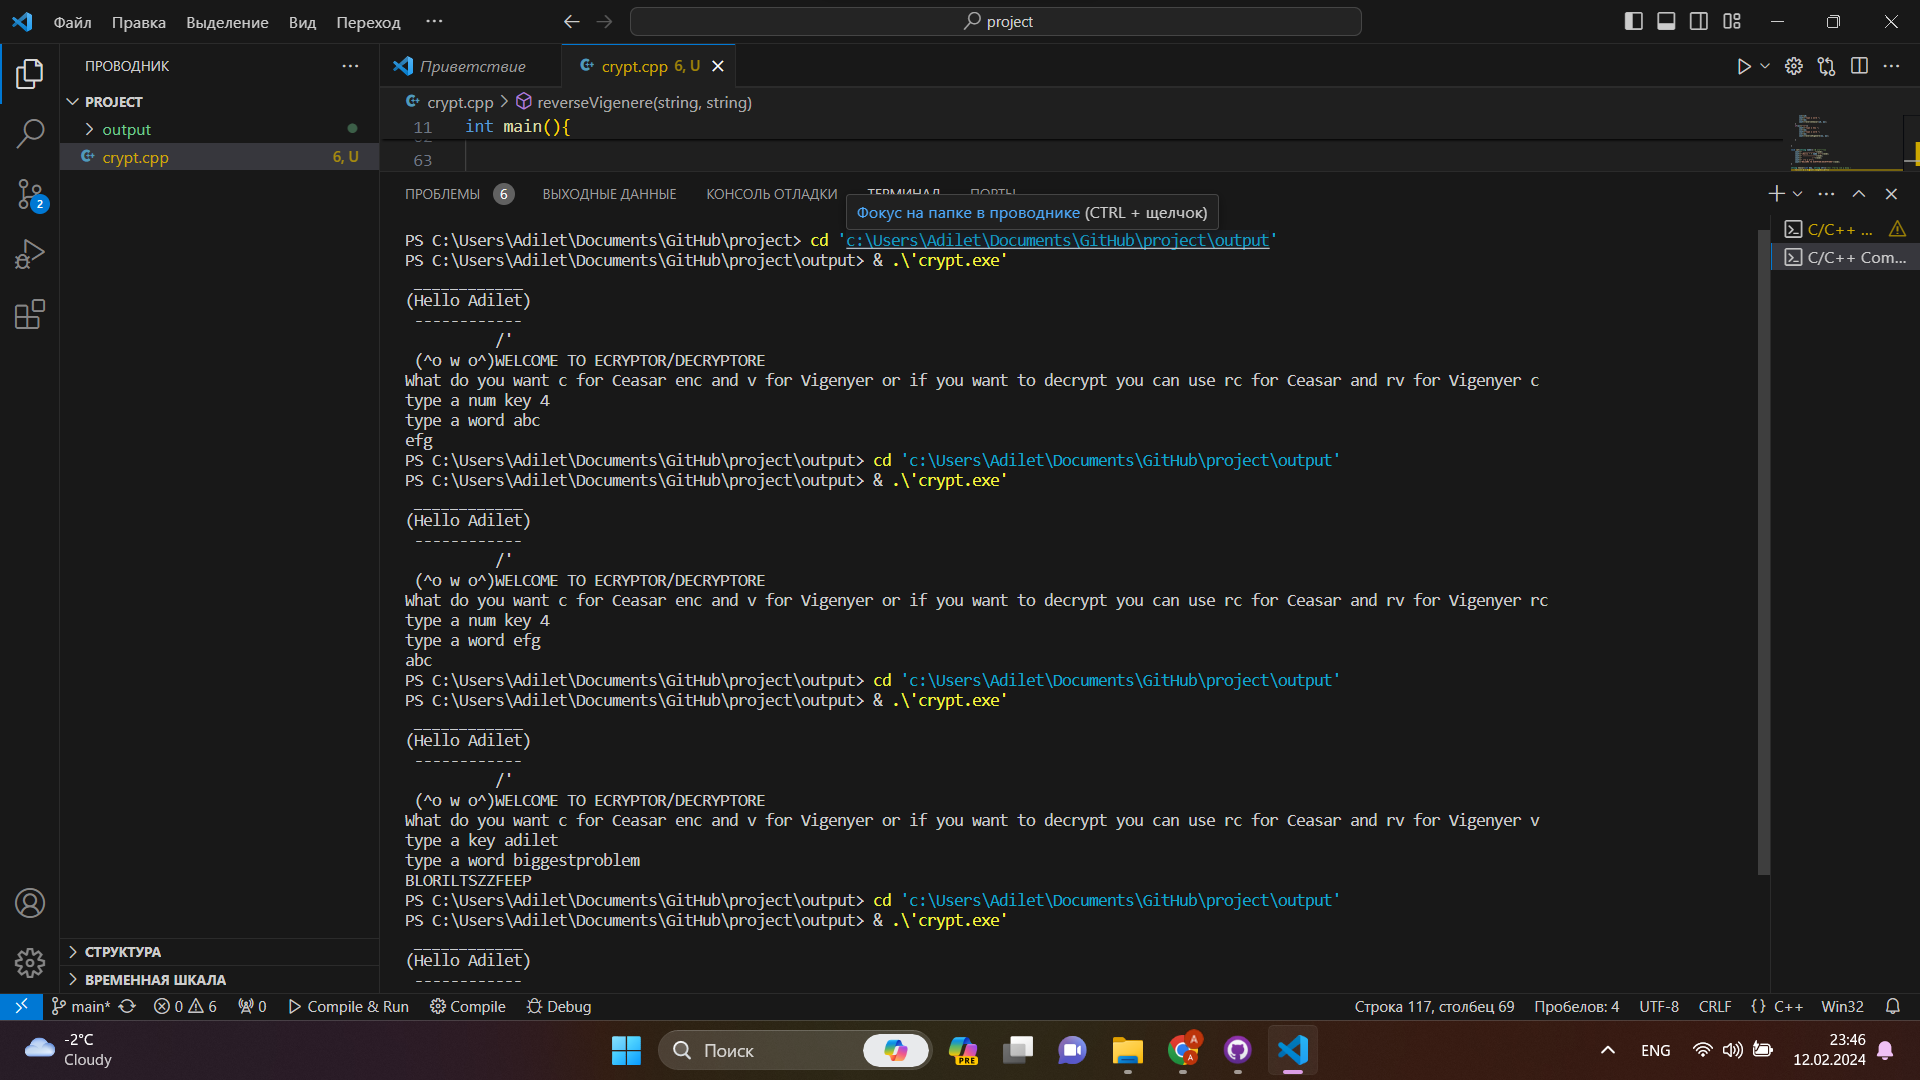 Файл Правка Выделение Вид Переход ···
project
ПРОВОДНИК ···
PROJECT
output
crypt.cpp 6, U
СТРУКТУРА
ВРЕМЕННАЯ ШКАЛА
Приветствие
crypt.cpp 6, U
crypt.cpp > reverseVigenere(string, string)
11 int main(){
63
ПРОБЛЕМЫ 6 ВЫХОДНЫЕ ДАННЫЕ КОНСОЛЬ ОТЛАДКИ ТЕРМИНАЛ ПОРТЫ
Фокус на папке в проводнике (CTRL + щелчок)
PS C:\Users\Adilet\Documents\GitHub\project> cd 'c:\Users\Adilet\Documents\GitHub\project\output'
PS C:\Users\Adilet\Documents\GitHub\project\output> & .\'crypt.exe'
____________
(Hello Adilet)
------------
/'
(^o w o^)WELCOME TO ECRYPTOR/DECRYPTORE
What do you want c for Ceasar enc and v for Vigenyer or if you want to decrypt you can use rc for Ceasar and rv for Vigenyer c
type a num key 4
type a word abc
efg
PS C:\Users\Adilet\Documents\GitHub\project\output> cd 'c:\Users\Adilet\Documents\GitHub\project\output'
PS C:\Users\Adilet\Documents\GitHub\project\output> & .\'crypt.exe'
____________
(Hello Adilet)
------------
/'
(^o w o^)WELCOME TO ECRYPTOR/DECRYPTORE
What do you want c for Ceasar enc and v for Vigenyer or if you want to decrypt you can use rc for Ceasar and rv for Vigenyer rc
type a num key 4
type a word efg
abc
PS C:\Users\Adilet\Documents\GitHub\project\output> cd 'c:\Users\Adilet\Documents\GitHub\project\output'
PS C:\Users\Adilet\Documents\GitHub\project\output> & .\'crypt.exe'
____________
(Hello Adilet)
------------
/'
(^o w o^)WELCOME TO ECRYPTOR/DECRYPTORE
What do you want c for Ceasar enc and v for Vigenyer or if you want to decrypt you can use rc for Ceasar and rv for Vigenyer v
type a key adilet
type a word biggestproblem
BLORILTSZZFEEP
PS C:\Users\Adilet\Documents\GitHub\project\output> cd 'c:\Users\Adilet\Documents\GitHub\project\output'
PS C:\Users\Adilet\Documents\GitHub\project\output> & .\'crypt.exe'
____________
(Hello Adilet)
------------
C/C++ ...
C/C++ Com...
2
main* 0 6 0 Compile & Run Compile Debug
Строка 117, столбец 69 Пробелов: 4 UTF-8 CRLF {} C++ Win32
-2°C
Cloudy
Поиск
PRE
A
A
ENG
23:46
12.02.2024